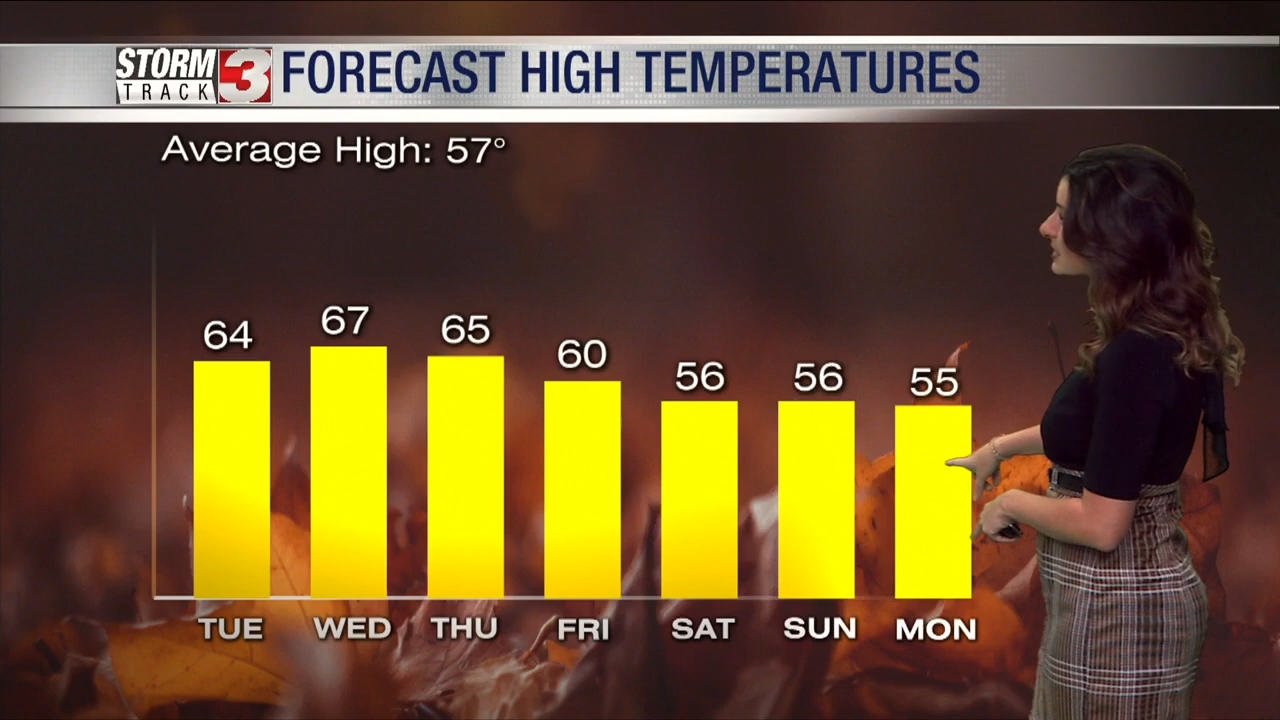 STORM TRACK 3 FORECAST HIGH TEMPERATURES
Average High: 57°
64 67 65 60 56 56 55
TUE WED THU FRI SAT SUN MON